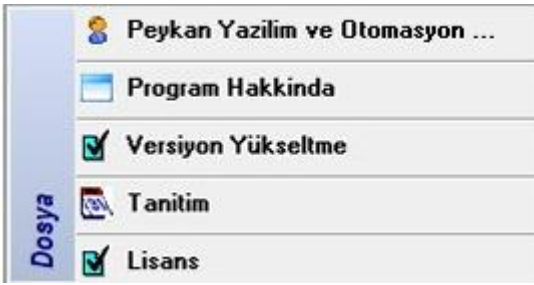 Peykan Yazilim ve Otomasyon ...
Program Hakkinda
Versiyon Yükseltme
Tanitim
Lisans
Dosya